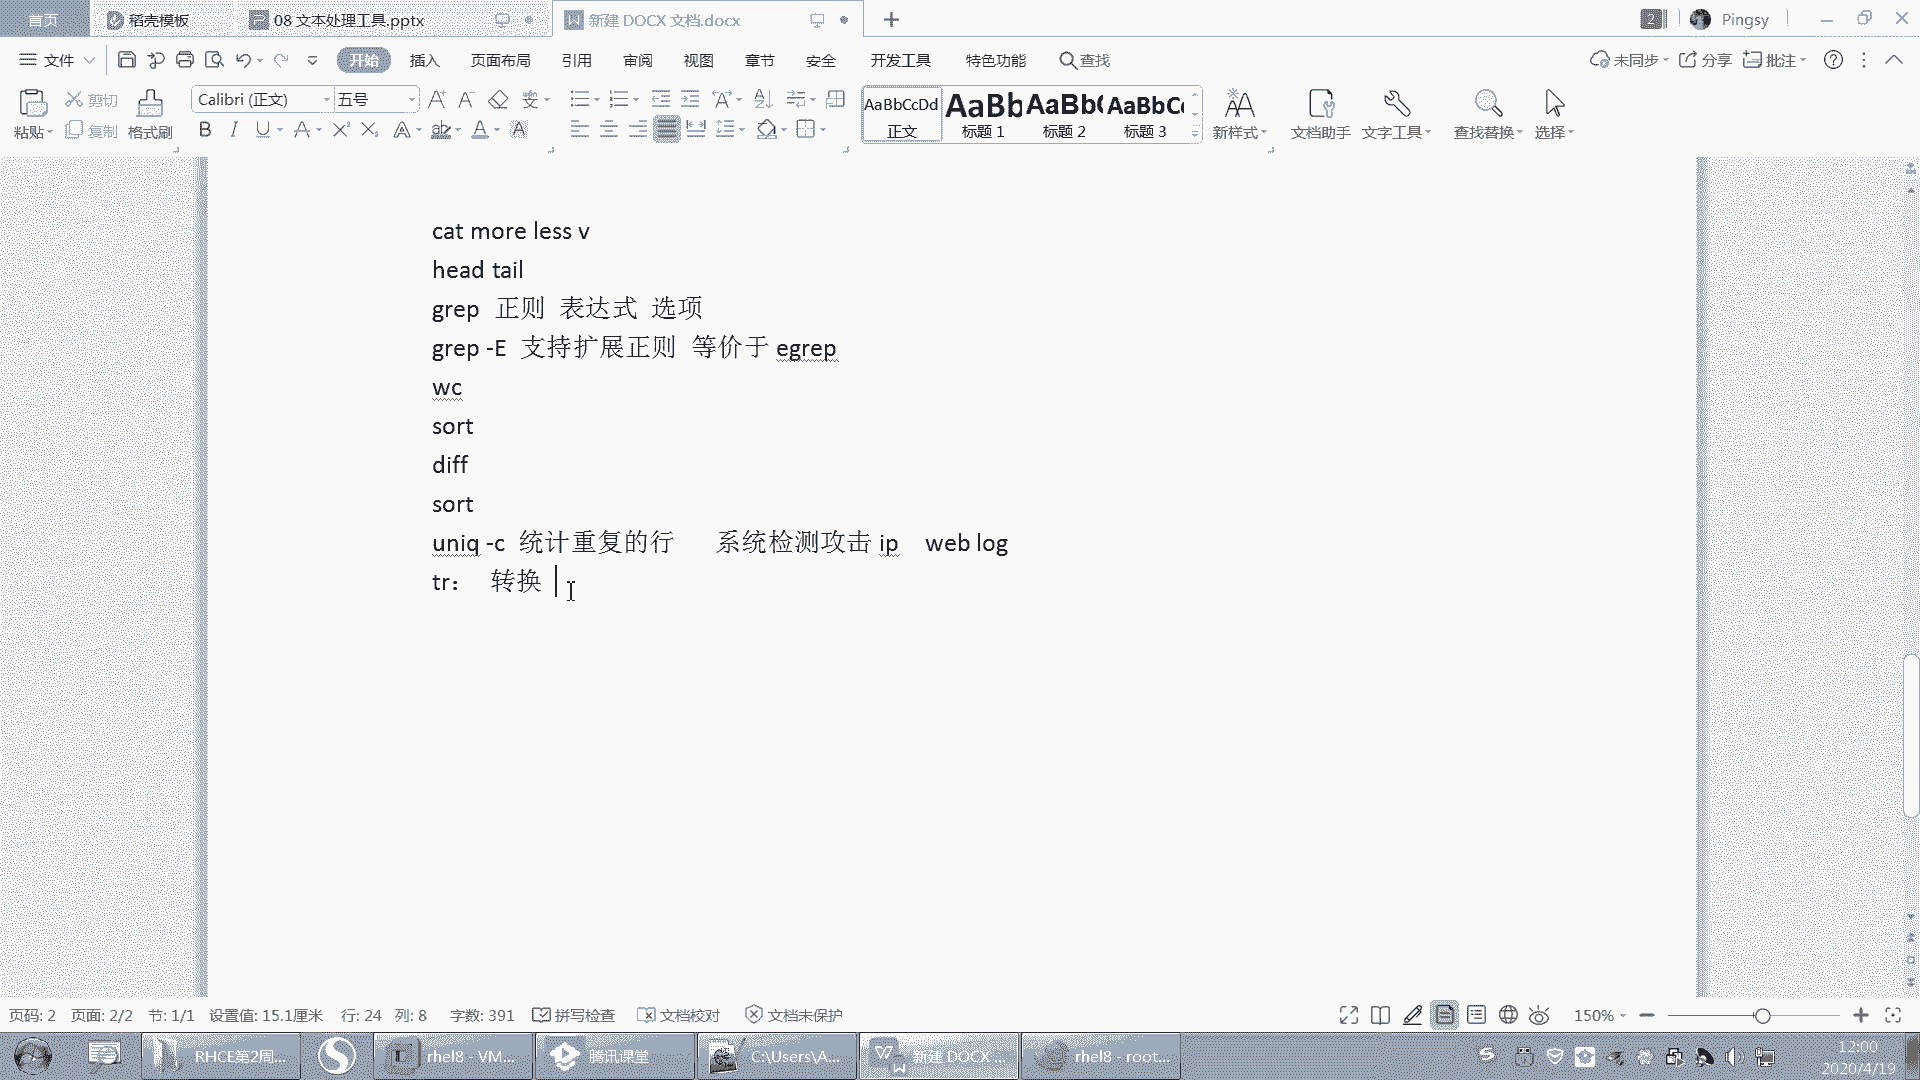 首页 稻壳模板 08 文本处理工具.pptx 新建 DOCX 文档.docx 2 Pingsy
文件 开始 插入 页面布局 引用 审阅 视图 章节 安全 开发工具 特色功能 查找 未同步 分享 批注
粘贴 剪切 复制 格式刷 Calibri (正文) 五号 AaBbCcDd 正文 AaBb 标题 1 AaBb( 标题 2 AaBbC 标题 3 新样式 文档助手 文字工具 查找替换 选择
cat more less v
head tail
grep 正则 表达式 选项
grep -E 支持扩展正则 等价于 egrep
wc
sort
diff
sort
uniq -c 统计重复的行 系统检测攻击 ip web log
tr： 转换
页码: 2 页面: 2/2 节: 1/1 设置值: 15.1厘米 行: 24 列: 8 字数: 391 拼写检查 文档校对 文档未保护 150%
RHCE第2周... rhel8 - VM... 腾讯课堂 C:\Users\A... 新建 DOCX ... rhel8 - root... 12:00
2020/4/19